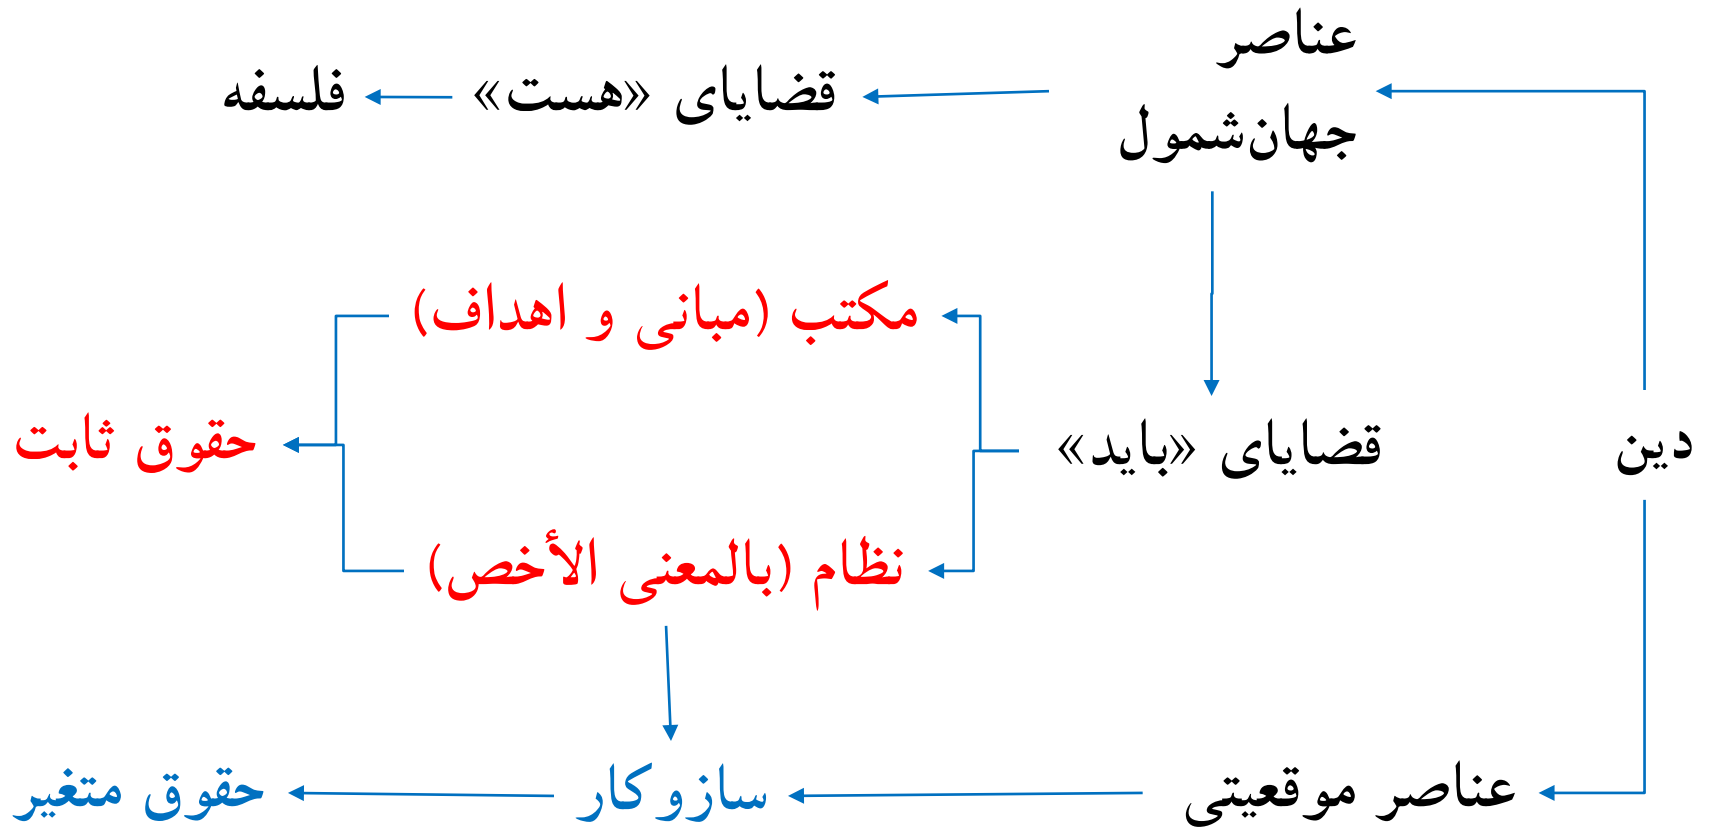 عناصر
جهان‌شمول
قضایای «هست»
فلسفه
مکتب (مبانی و اهداف)
دین
قضایای «باید»
حقوق ثابت
نظام (بالمعنی الأخص)
عناصر موقعیتی
سازوکار
حقوق متغیر